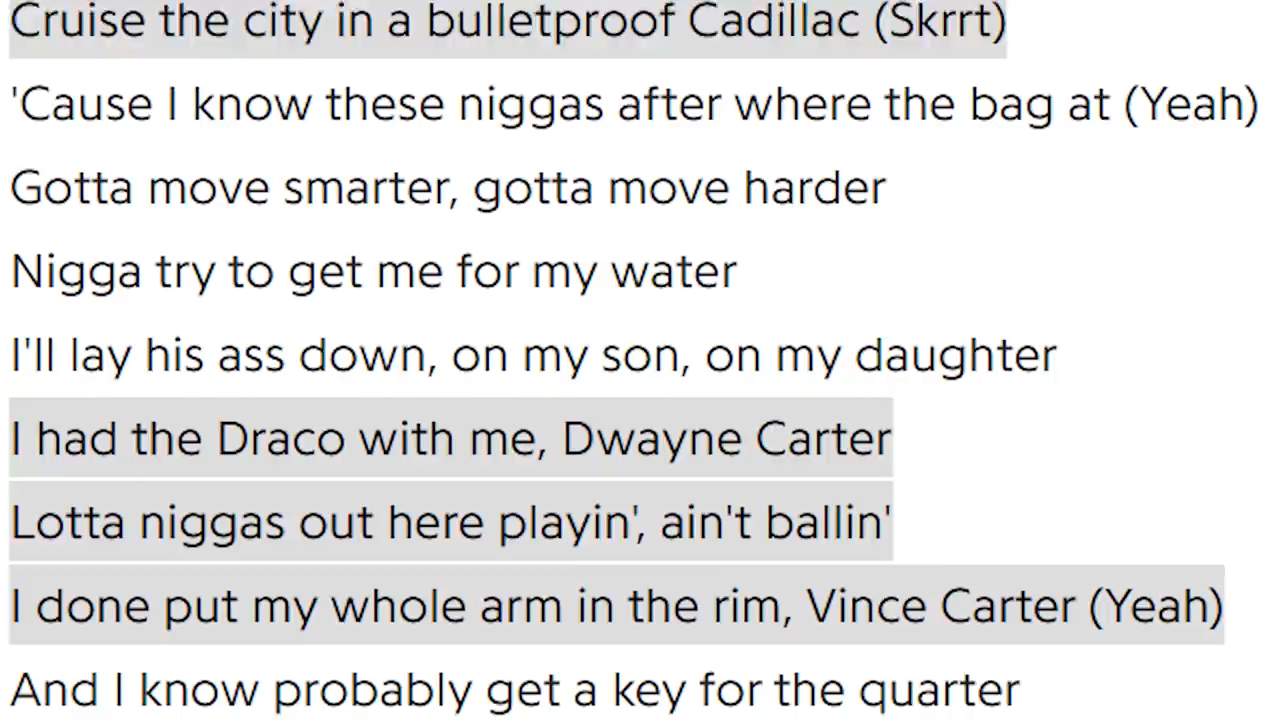 Cruise the city in a bulletproof Cadillac (Skrrt)
'Cause I know these niggas after where the bag at (Yeah)
Gotta move smarter, gotta move harder
Nigga try to get me for my water
I'll lay his ass down, on my son, on my daughter
I had the Draco with me, Dwayne Carter
Lotta niggas out here playin', ain't ballin'
I done put my whole arm in the rim, Vince Carter (Yeah)
And I know probably get a key for the quarter